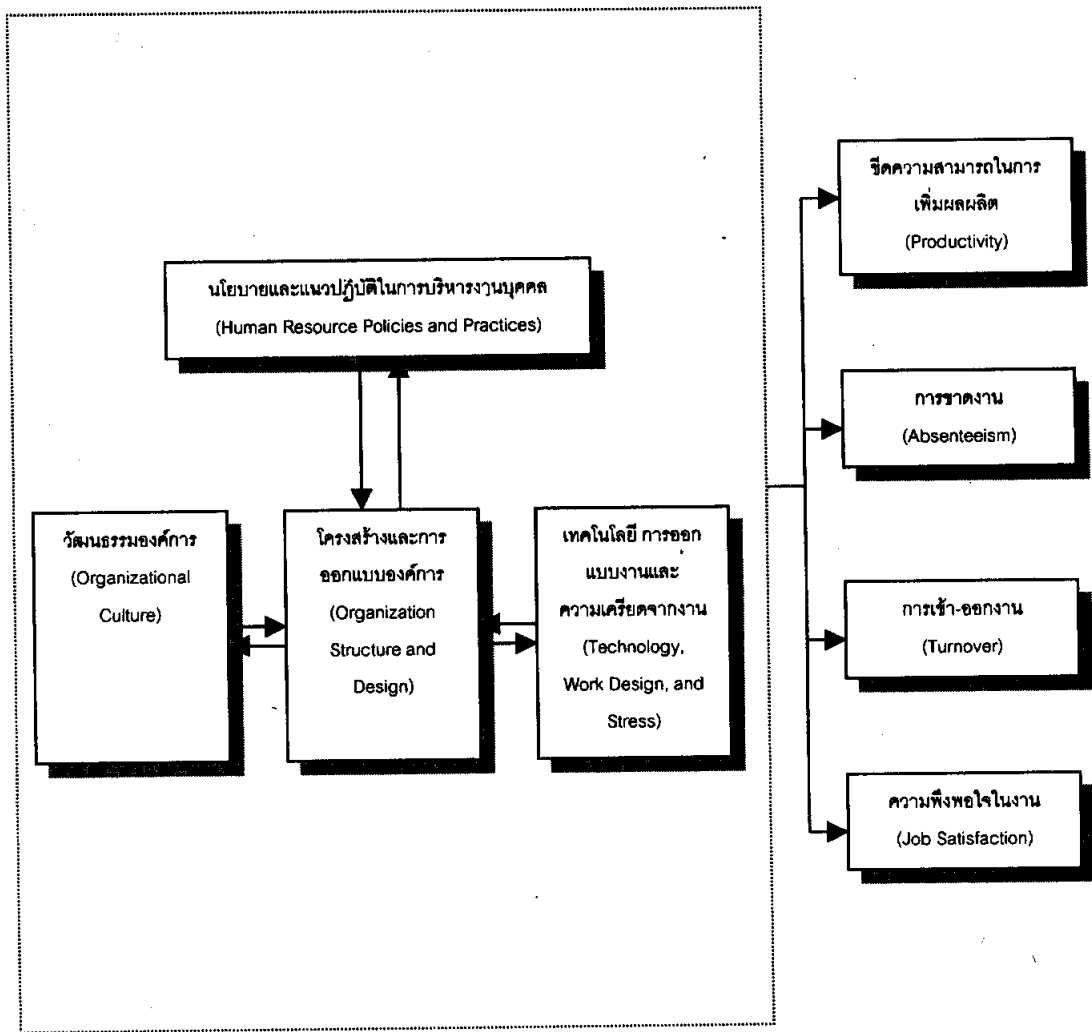 ขีดความสามารถในการ
เพิ่มผลผลิต
(Productivity)
นโยบายและแนวปฏิบัติในการบริหารงานบุคคล
(Human Resource Policies and Practices)
การขาดงาน
(Absenteeism)
วัฒนธรรมองค์การ
(Organizational
Culture)
โครงสร้างและการ
ออกแบบองค์การ
(Organization
Structure and
Design)
เทคโนโลยี การออก
แบบงานและ
ความเครียดจากงาน
(Technology,
Work Design, and
Stress)
การเข้า-ออกงาน
(Turnover)
ความพึงพอใจในงาน
(Job Satisfaction)